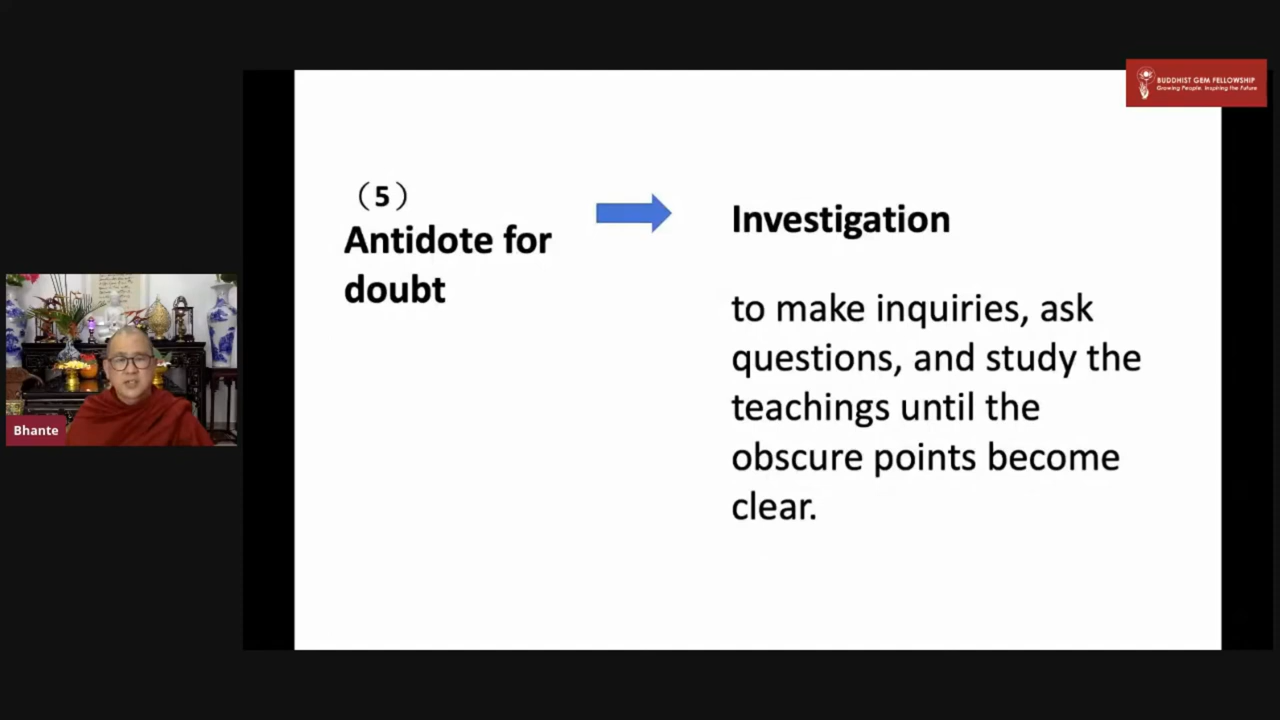 BUDDHIST GEM FELLOWSHIP
Growing People, Inspiring the Future
（5）
Antidote for
doubt
Investigation
to make inquiries, ask
questions, and study the
teachings until the
obscure points become
clear.
Bhante